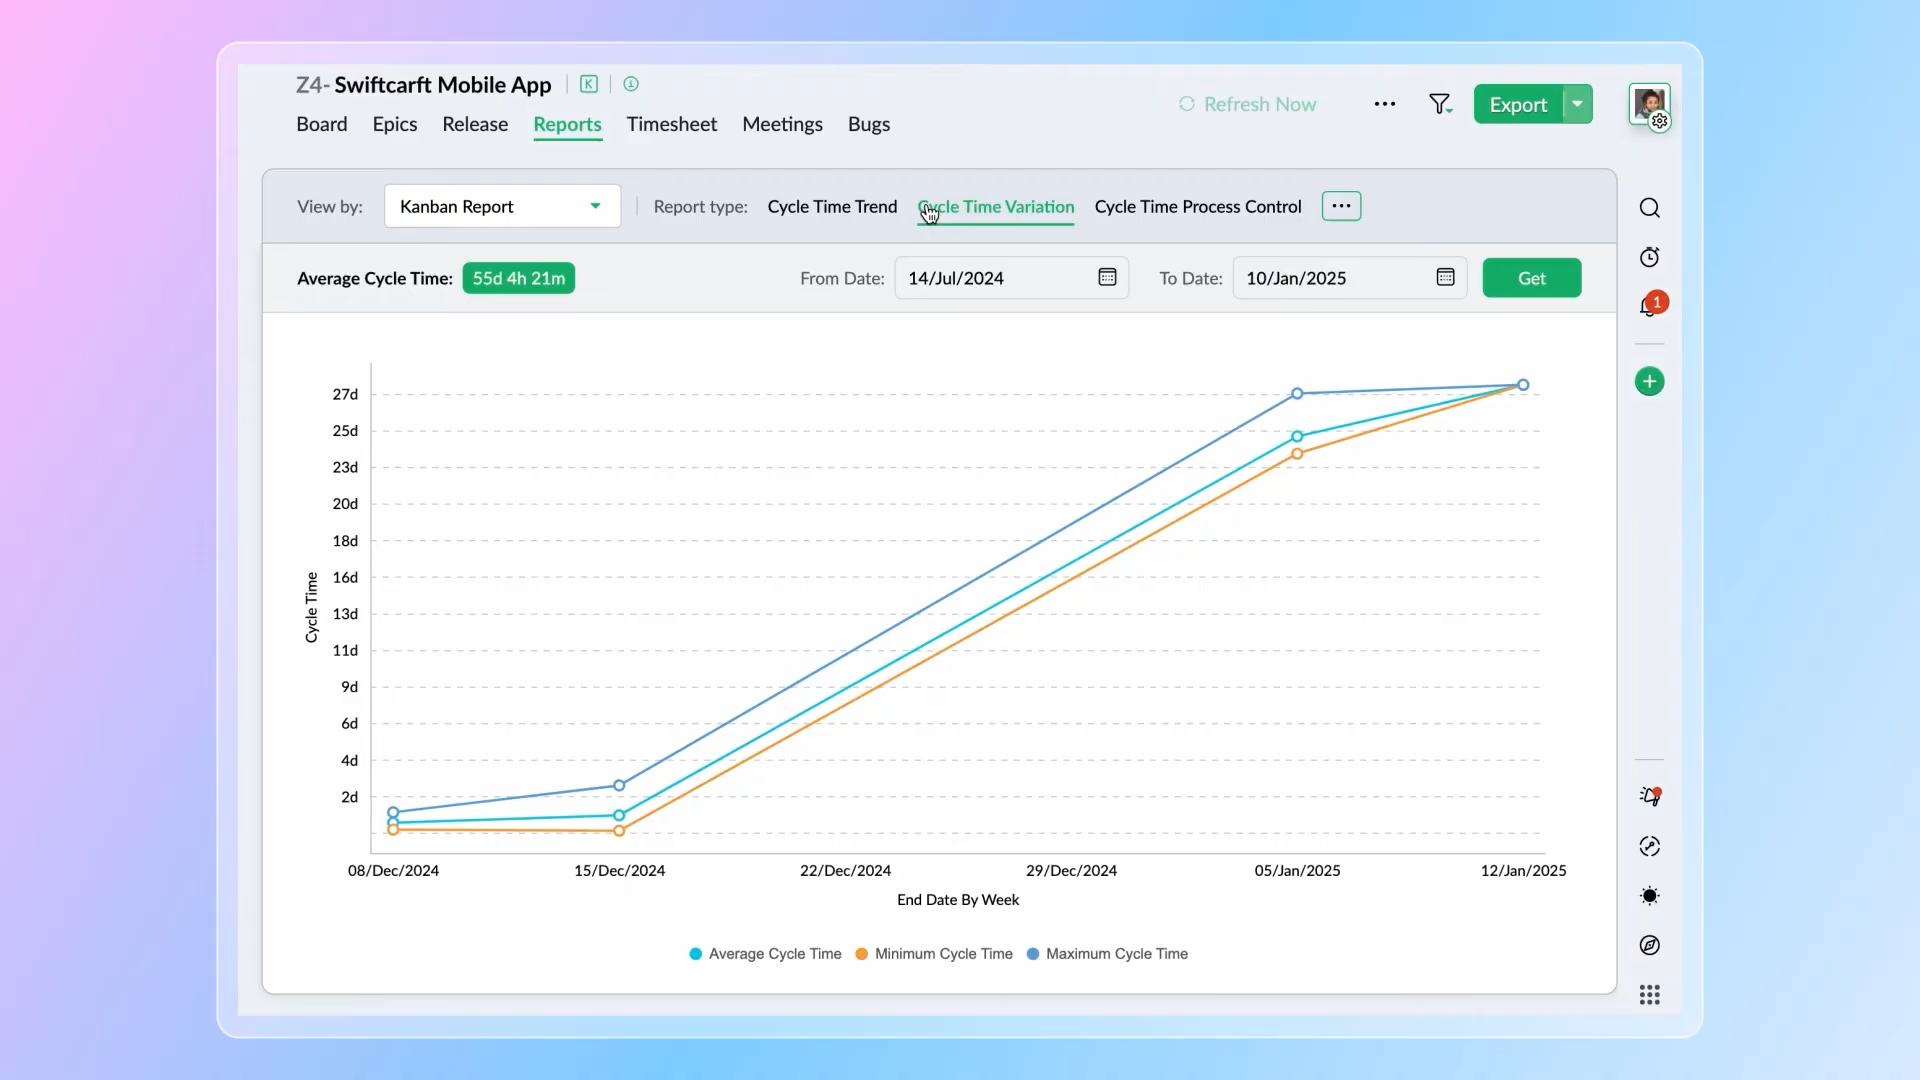 Z4- Swiftcarft Mobile App K
Refresh Now
Export
Board Epics Release Reports Timesheet Meetings Bugs
View by: Kanban Report Report type: Cycle Time Trend Cycle Time Variation Cycle Time Process Control
Average Cycle Time: 55d 4h 21m From Date: 14/Jul/2024 To Date: 10/Jan/2025 Get
1
27d
25d
23d
20d
18d
16d
13d
11d
9d
6d
4d
2d
Cycle Time
08/Dec/2024 15/Dec/2024 22/Dec/2024 29/Dec/2024 05/Jan/2025 12/Jan/2025
End Date By Week
Average Cycle Time Minimum Cycle Time Maximum Cycle Time